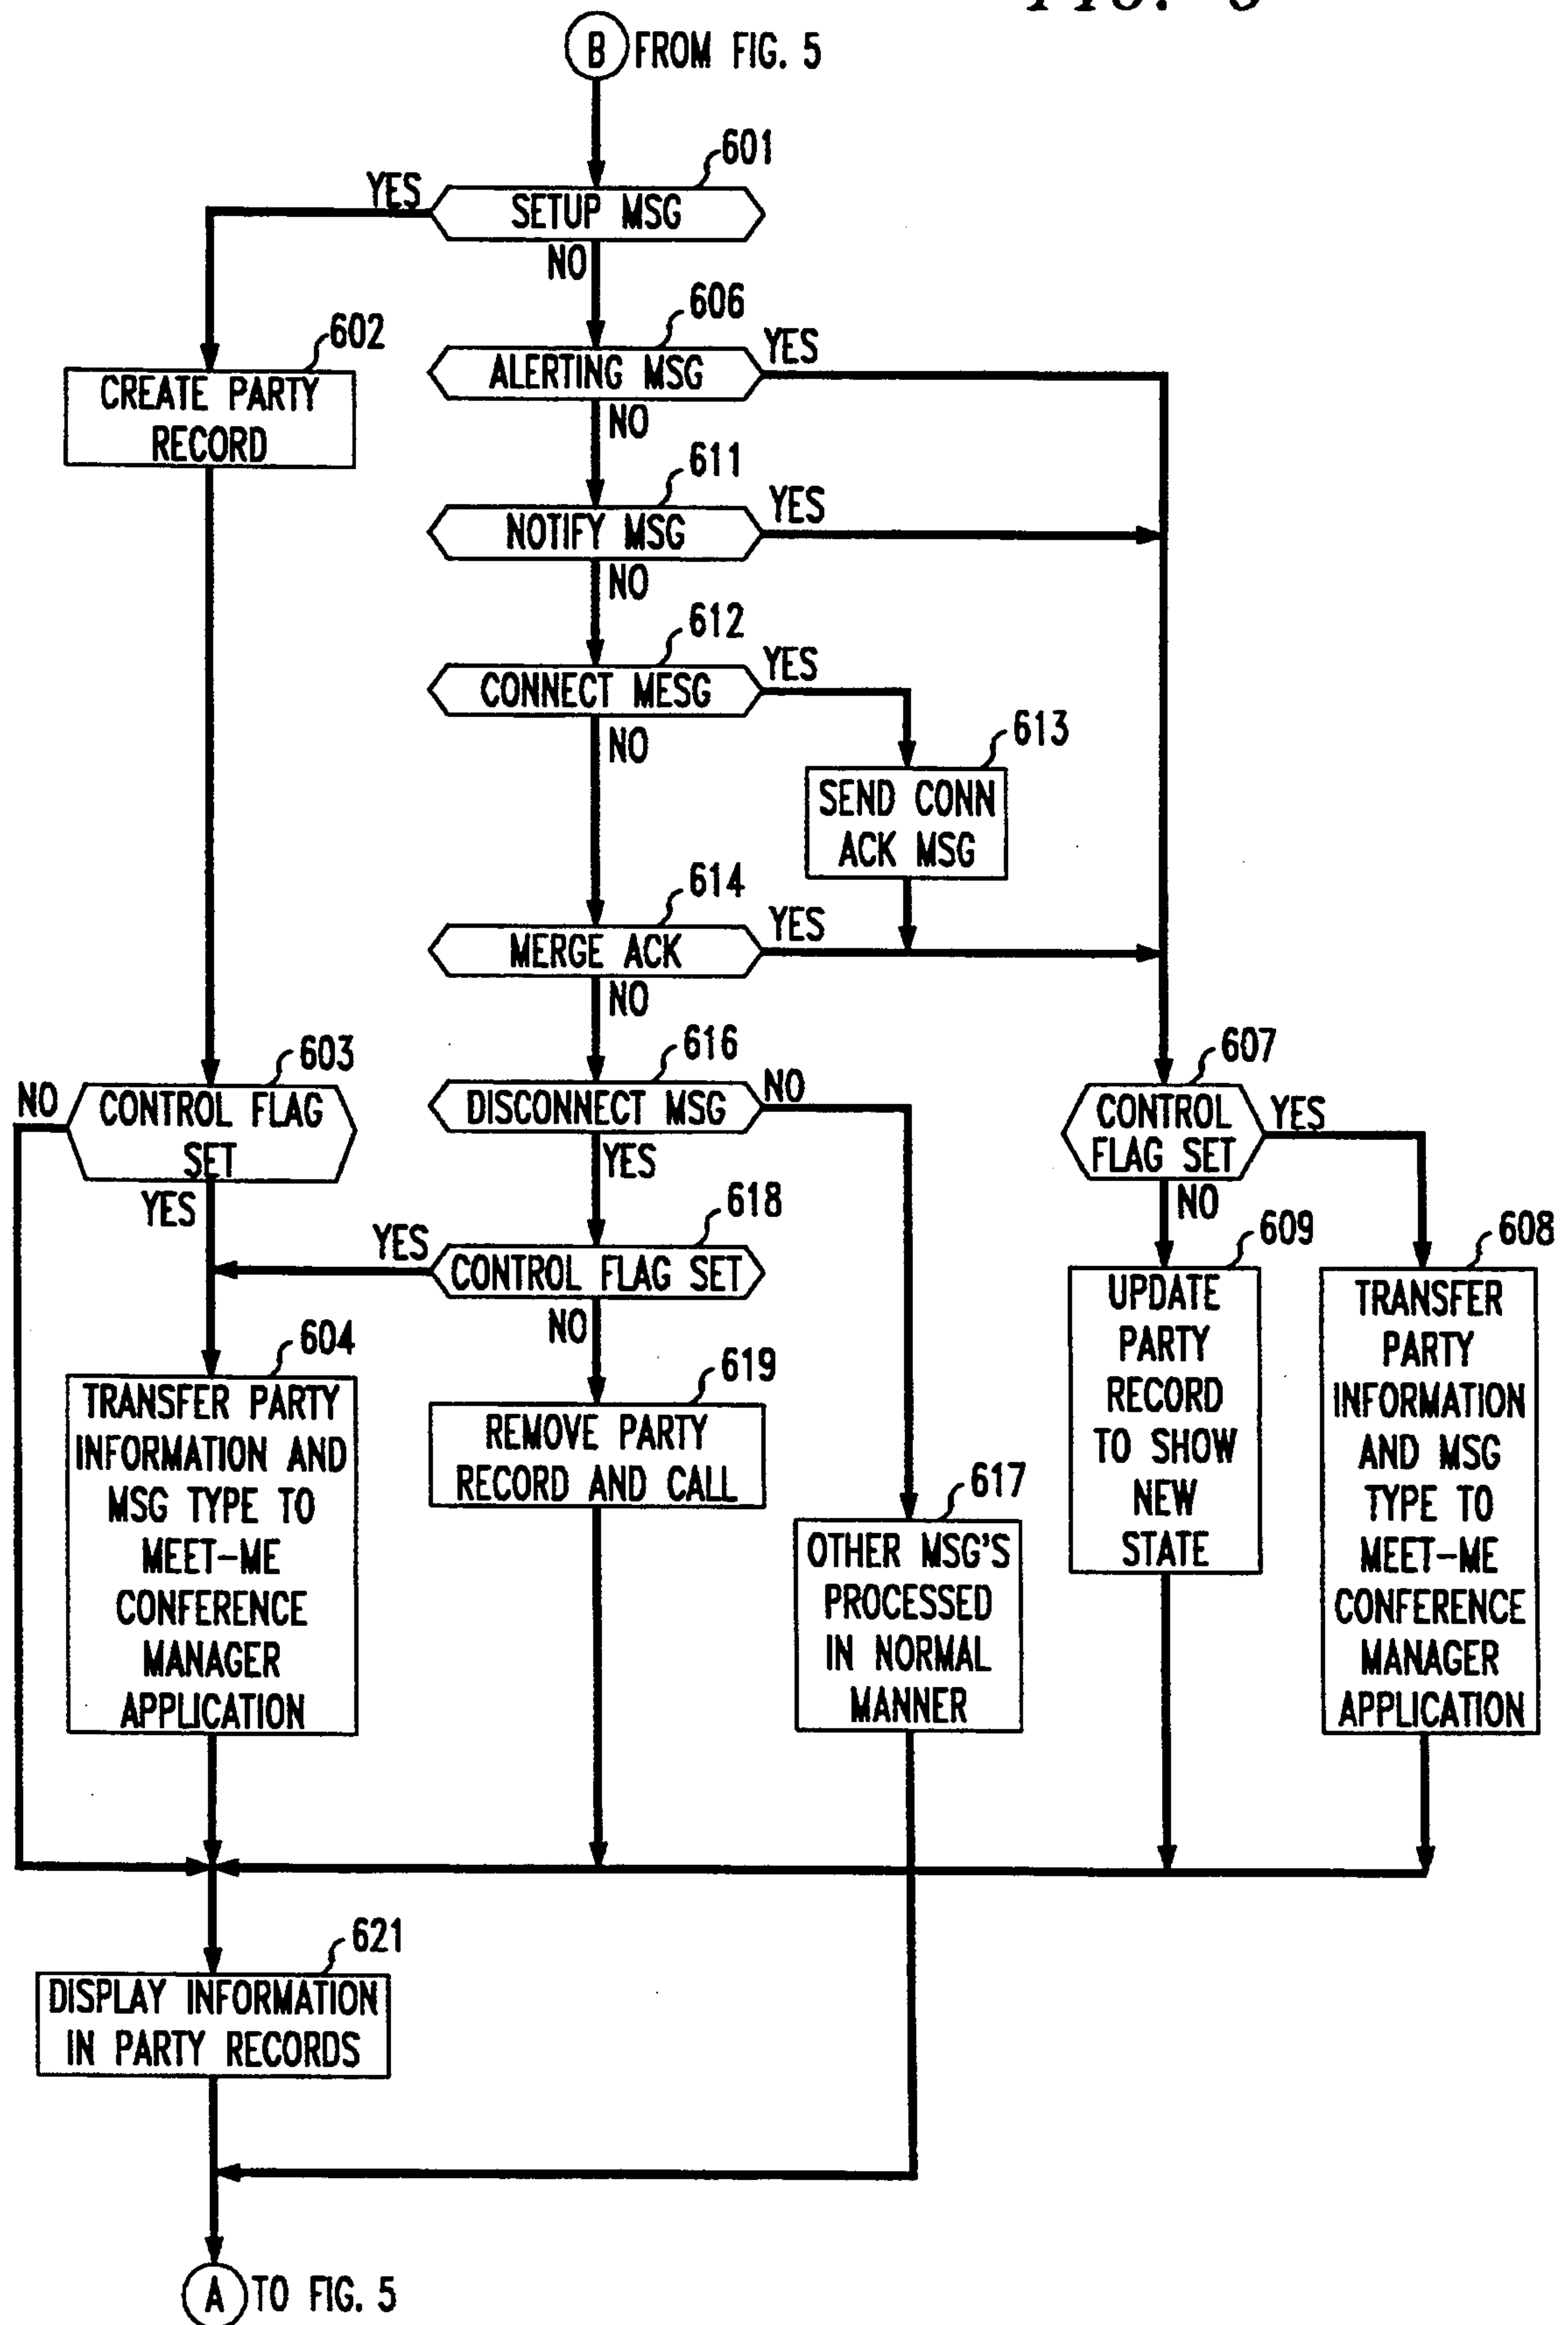 B FROM FIG. 5
601
YES
SETUP MSG
NO
606
602
ALERTING MSG
YES
CREATE PARTY
RECORD
NO
611
NOTIFY MSG
YES
NO
612
CONNECT MESG
YES
NO
613
SEND CONN
ACK MSG
614
MERGE ACK
YES
NO
603
616
607
NO
CONTROL FLAG
SET
YES
DISCONNECT MSG
NO
YES
CONTROL
FLAG SET
YES
NO
618
YES
CONTROL FLAG SET
NO
609
UPDATE
PARTY
RECORD
TO SHOW
NEW
STATE
608
TRANSFER
PARTY
INFORMATION
AND MSG
TYPE TO
MEET-ME
CONFERENCE
MANAGER
APPLICATION
604
TRANSFER PARTY
INFORMATION AND
MSG TYPE TO
MEET-ME
CONFERENCE
MANAGER
APPLICATION
619
REMOVE PARTY
RECORD AND CALL
617
OTHER MSG'S
PROCESSED
IN NORMAL
MANNER
621
DISPLAY INFORMATION
IN PARTY RECORDS
A TO FIG. 5